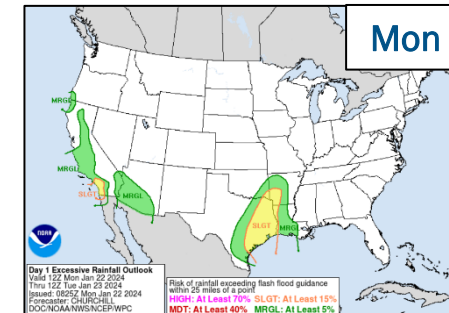 Mon
MRGL
MRGL
SLGT
MRGL
SLGT
MRGL
NOAA
Day 1 Excessive Rainfall Outlook
Valid 12Z Mon Jan 22 2024
Thru 12Z Tue Jan 23 2024
Issued: 0825Z Mon Jan 22 2024
Forecaster: CHURCHILL
DOC/NOAA/NWS/NCEP/WPC
Risk of rainfall exceeding flash flood guidance
within 25 miles of a point
HIGH: At Least 70% SLGT: At Least 15%
MDT: At Least 40% MRGL: At Least 5%